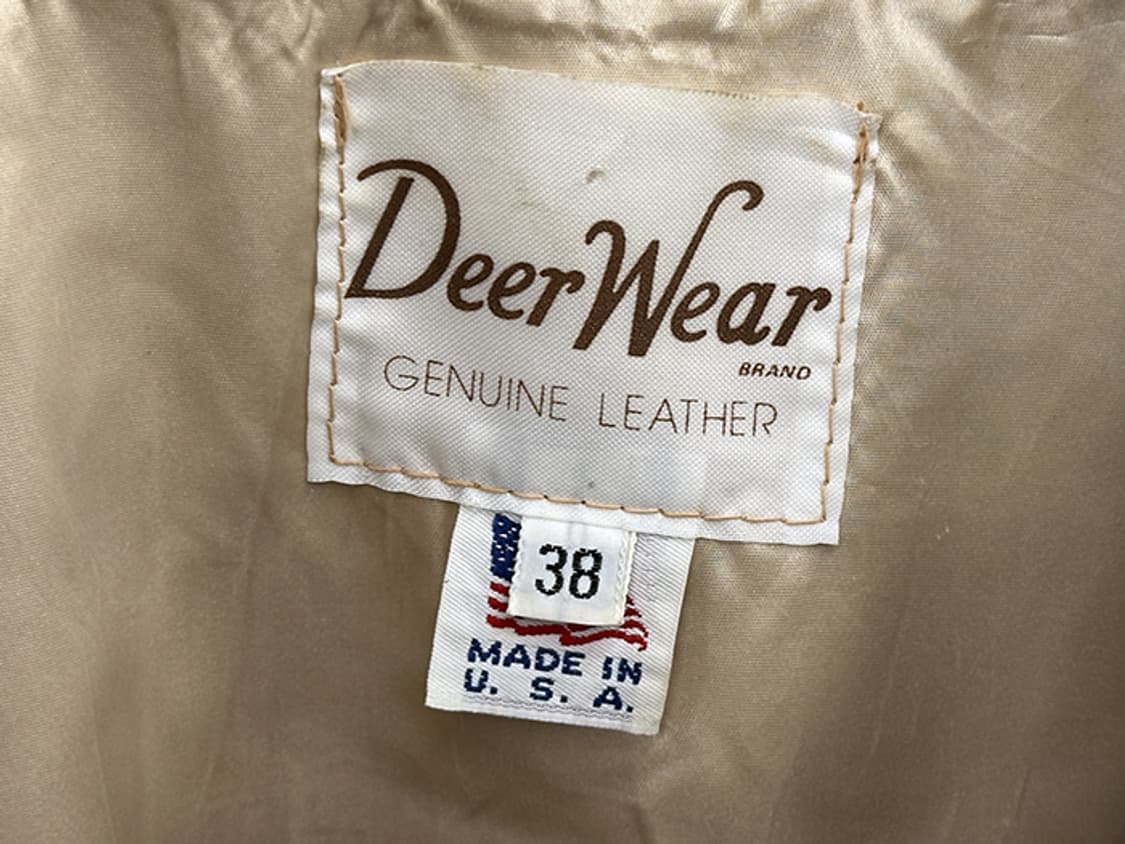 DeerWear
BRAND
GENUINE LEATHER
38
MADE IN
U. S. A.